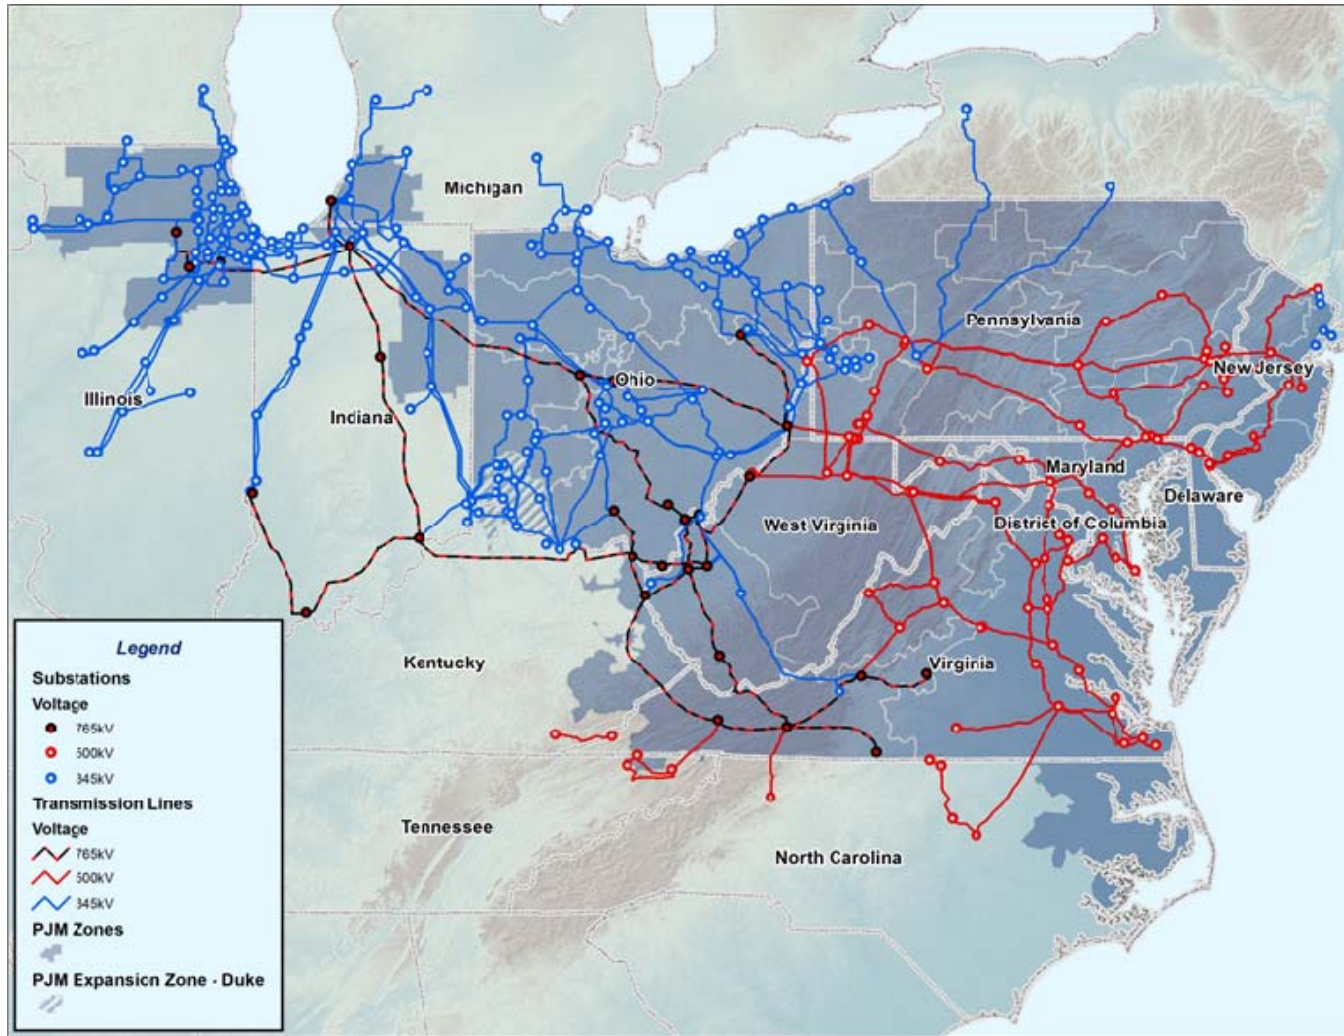 Michigan
Pennsylvania
New Jersey
Ohio
Illinois
Indiana
Maryland
Delaware
West Virginia
District of Columbia
Kentucky
Virginia
Tennessee
North Carolina
Legend
Substations
Voltage
765kV
500kV
345kV
Transmission Lines
Voltage
765kV
500kV
345kV
PJM Zones
PJM Expansion Zone - Duke